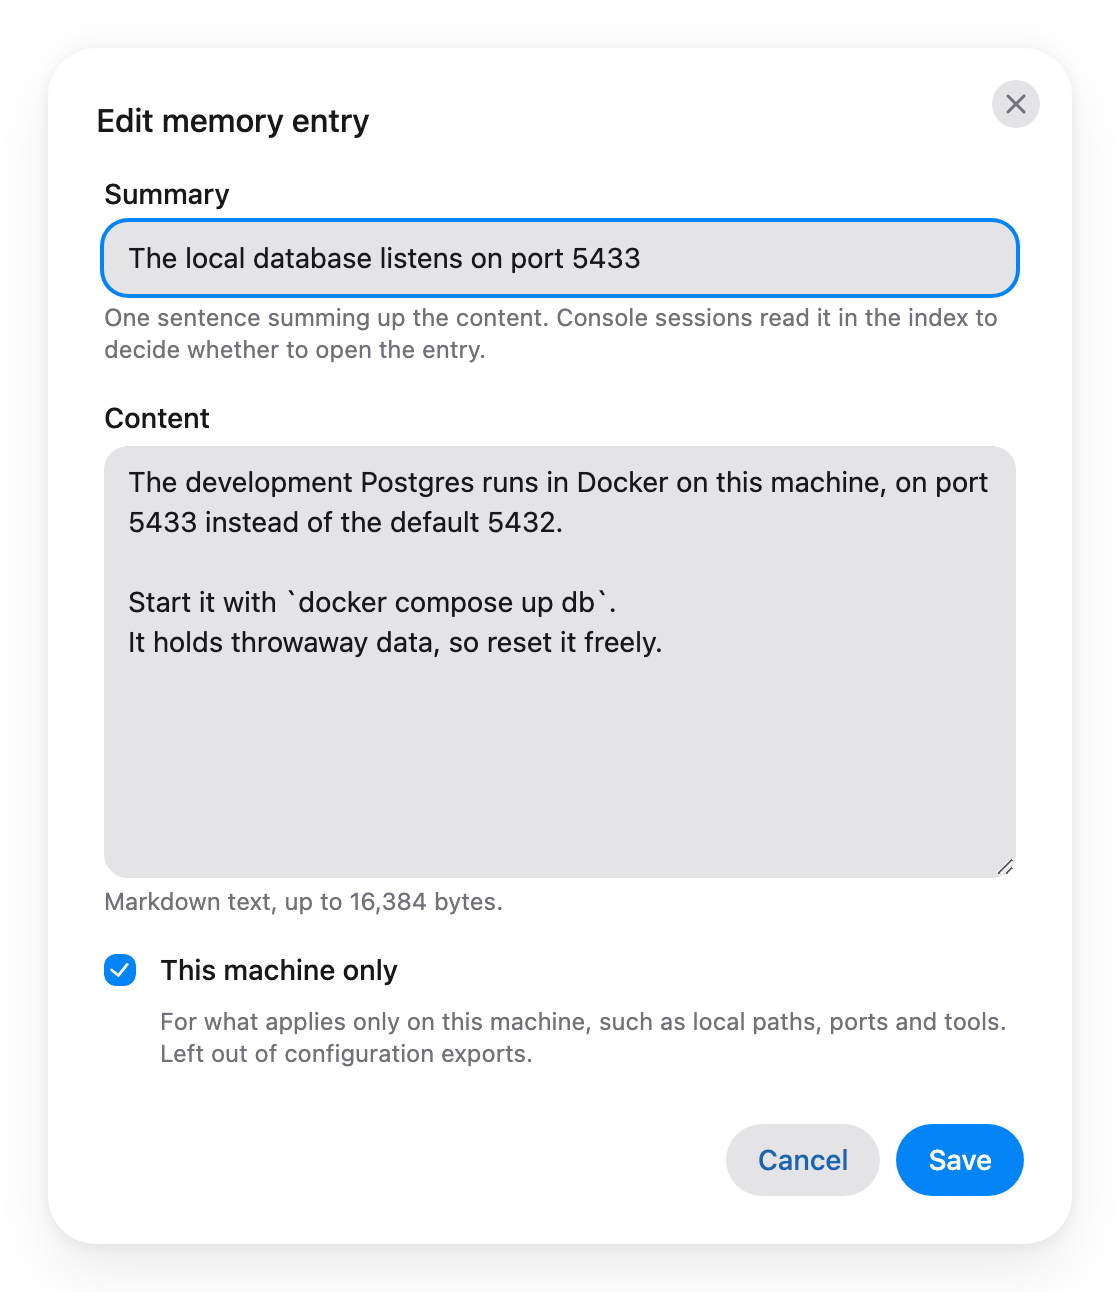 Edit memory entry
Summary
The local database listens on port 5433
One sentence summing up the content. Console sessions read it in the index to
decide whether to open the entry.
Content
The development Postgres runs in Docker on this machine, on port
5433 instead of the default 5432.
Start it with `docker compose up db`.
It holds throwaway data, so reset it freely.
Markdown text, up to 16,384 bytes.
This machine only
For what applies only on this machine, such as local paths, ports and tools.
Left out of configuration exports.
Cancel
Save